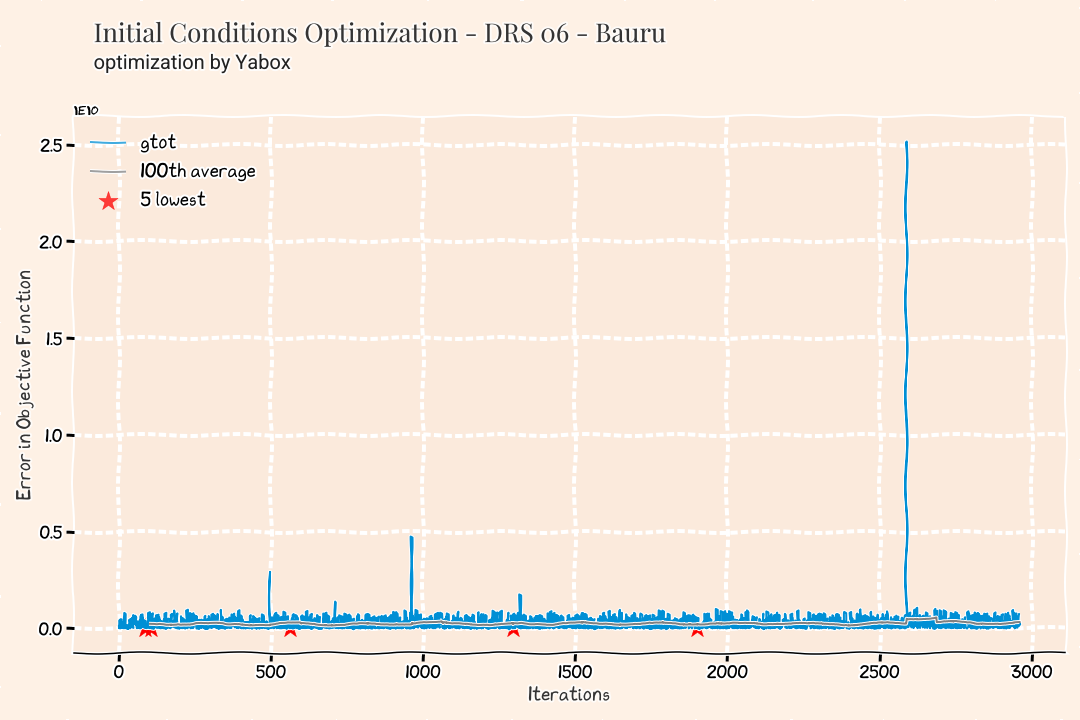 Initial Conditions Optimization - DRS 06 - Bauru
optimization by Yabox
1E10
gtot
100th average
5 lowest
2.5
2.0
1.5
1.0
0.5
0.0
Error in Objective Function
0 500 1000 1500 2000 2500 3000
Iterations